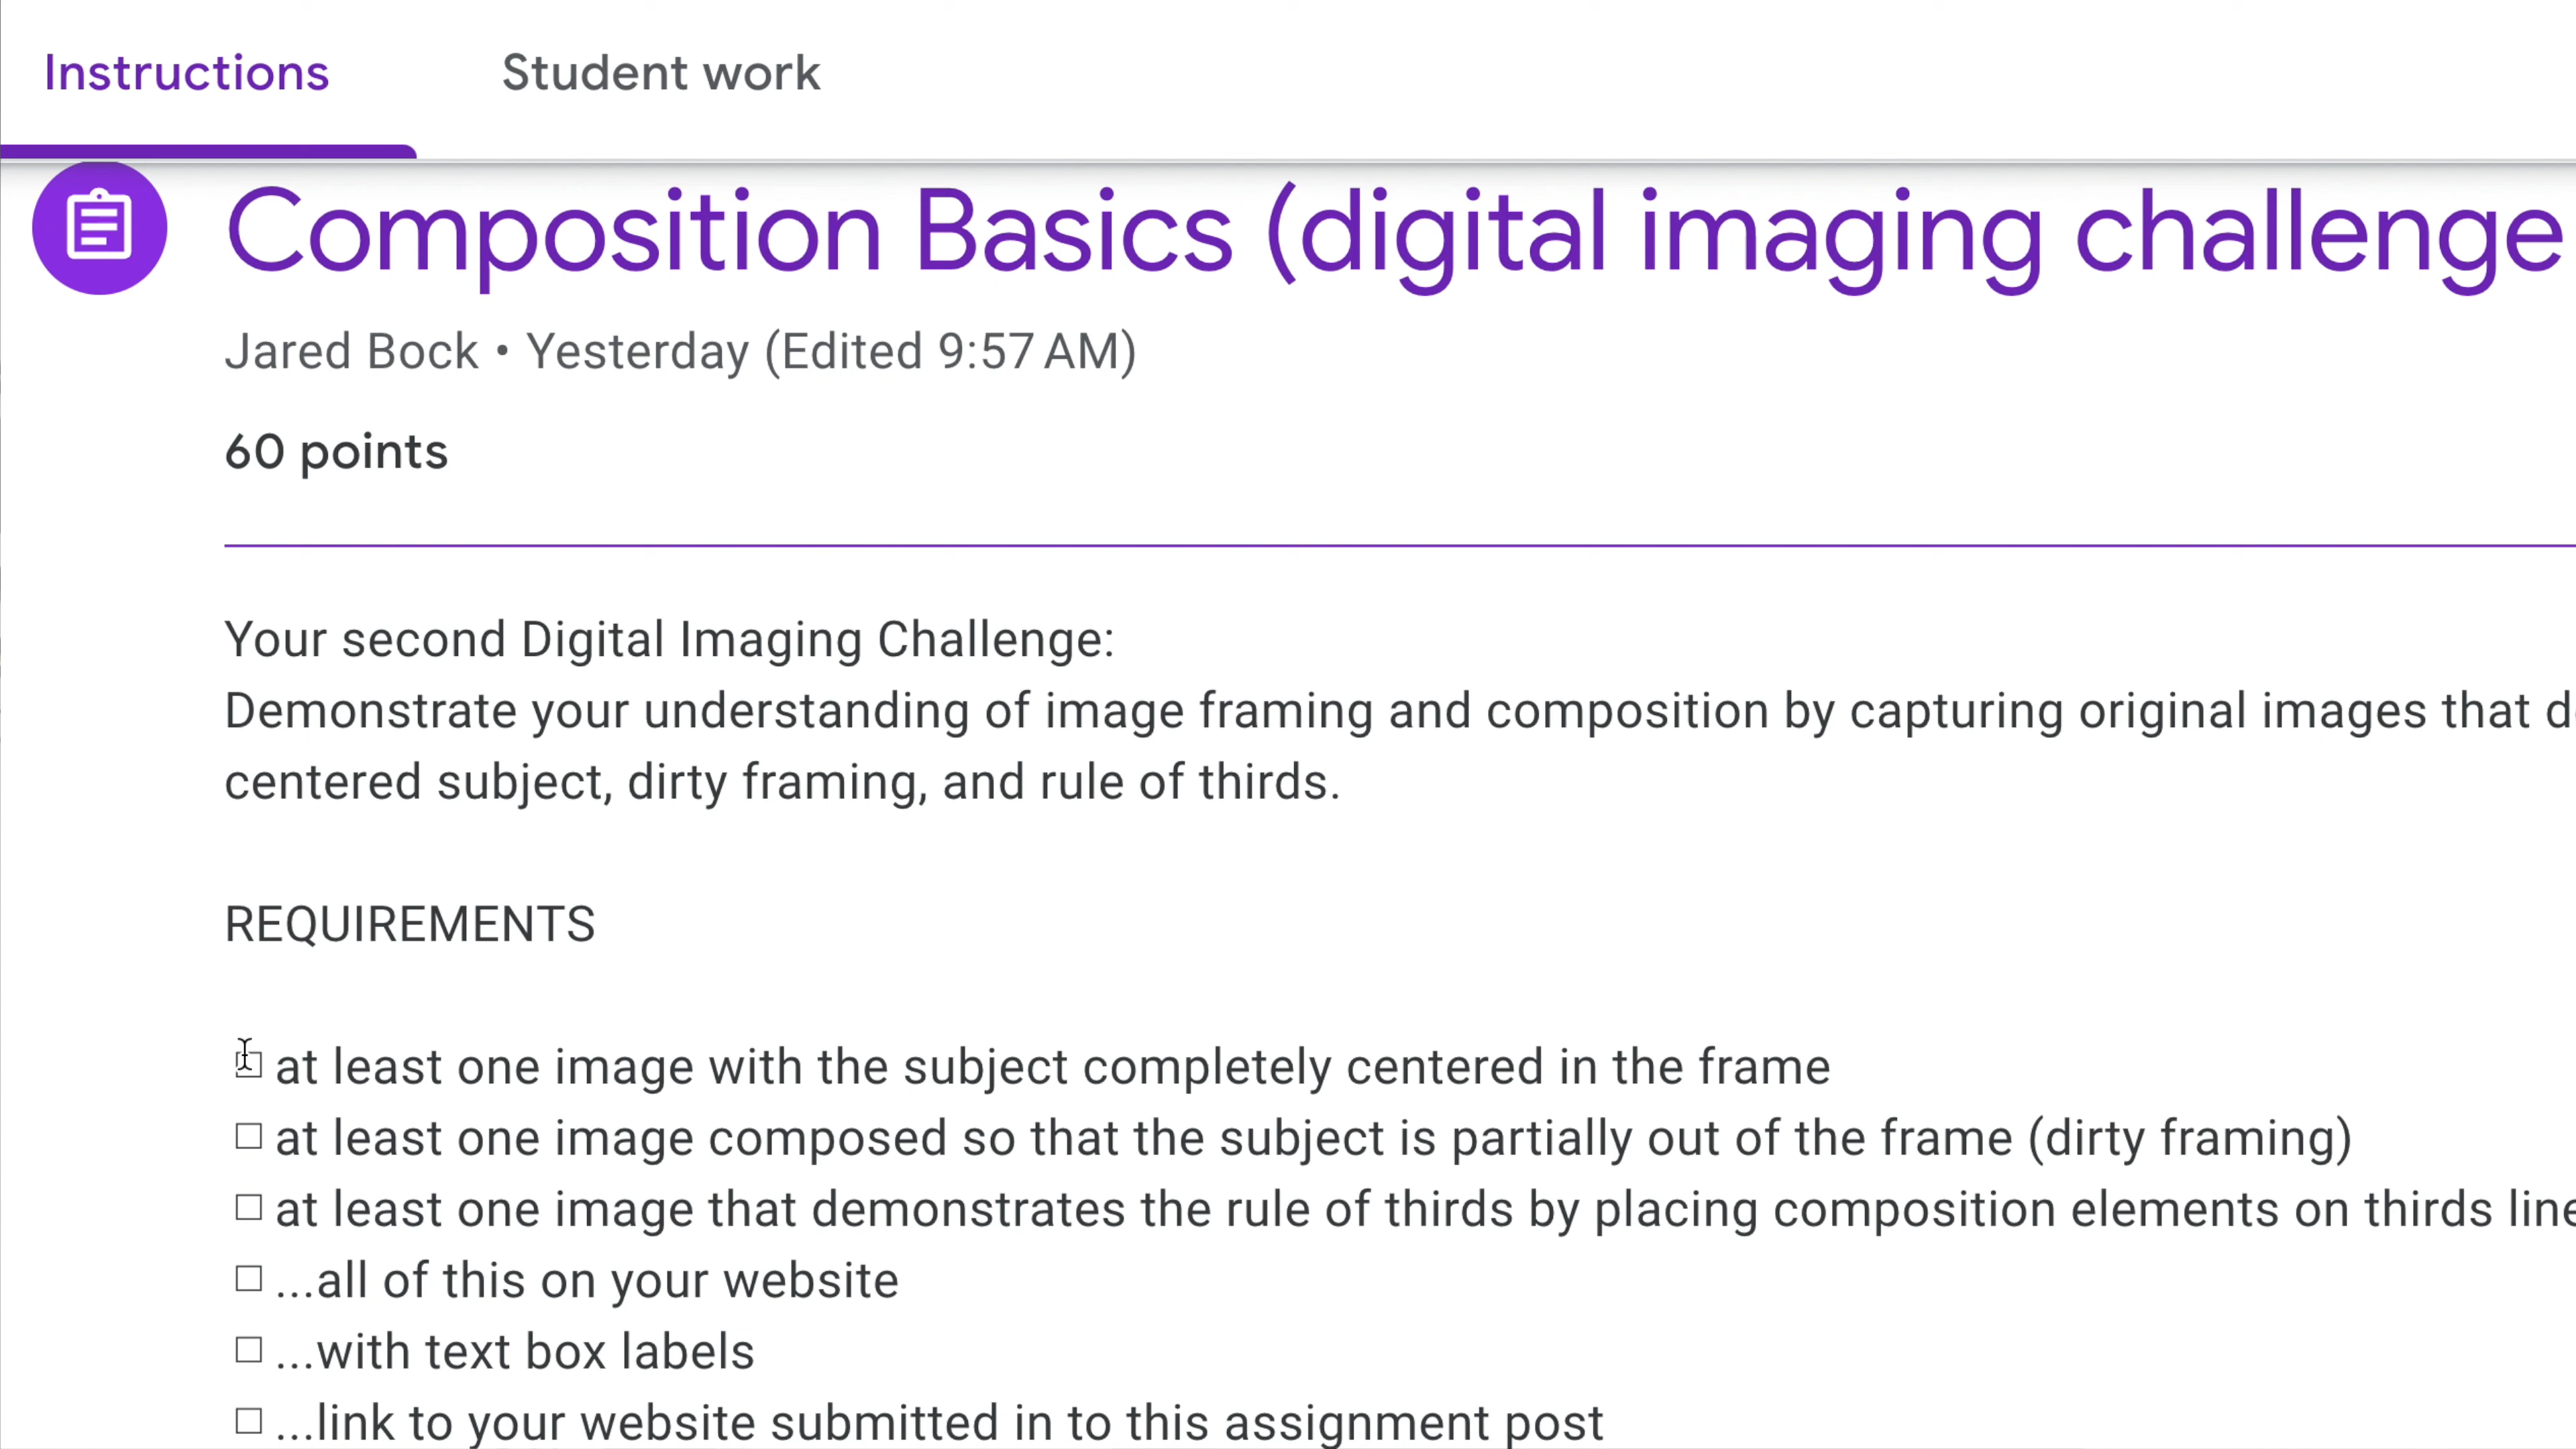 Instructions Student work
Composition Basics (digital imaging challenge
Jared Bock • Yesterday (Edited 9:57 AM)
60 points
Your second Digital Imaging Challenge:
Demonstrate your understanding of image framing and composition by capturing original images that
centered subject, dirty framing, and rule of thirds.
REQUIREMENTS
☐ at least one image with the subject completely centered in the frame
☐ at least one image composed so that the subject is partially out of the frame (dirty framing)
☐ at least one image that demonstrates the rule of thirds by placing composition elements on thirds
☐ ...all of this on your website
☐ ...with text box labels
☐ ...link to your website submitted in to this assignment post